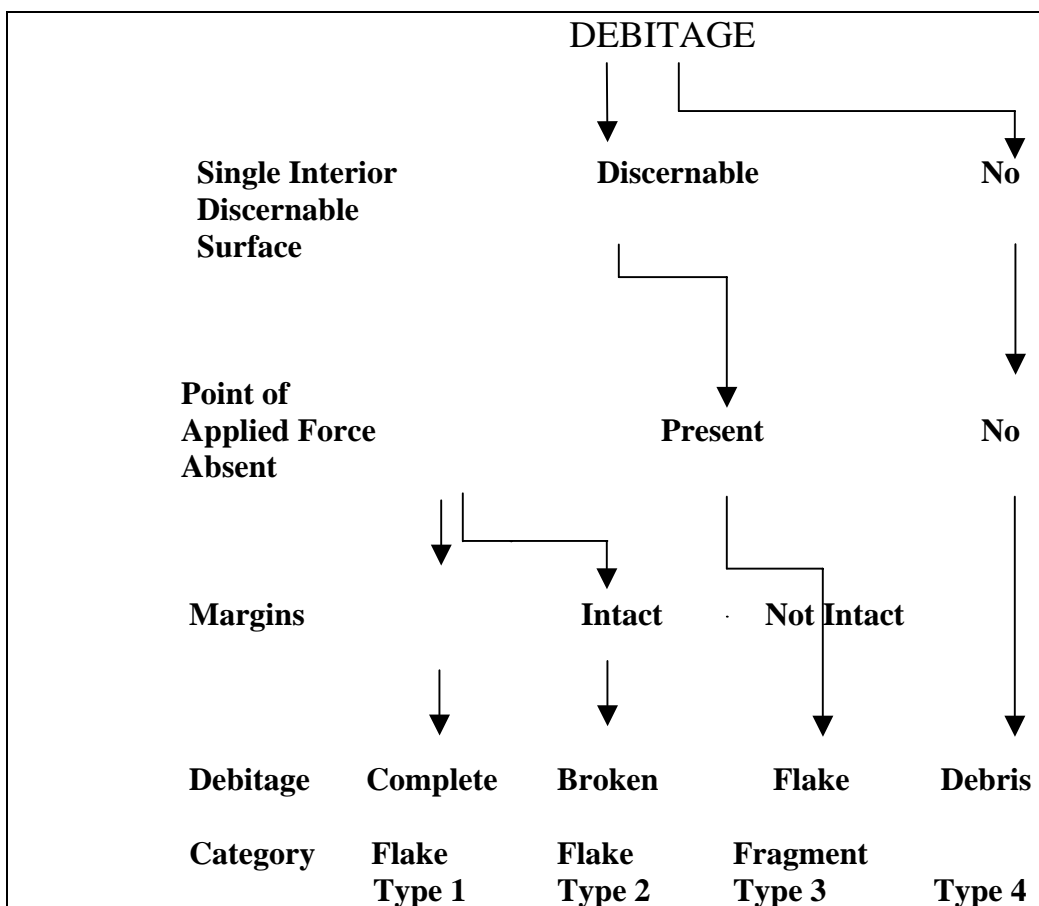 DEBITAGE
Single Interior Discernable No
Discernable
Surface
Point of
Applied Force Present No
Absent
Margins Intact Not Intact
Debitage Complete Broken Flake Debris
Category Flake Flake Fragment
Type 1 Type 2 Type 3 Type 4